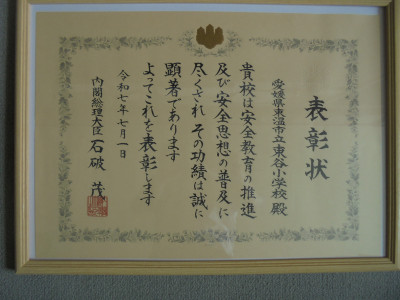 表彰状
愛媛県東温市立東谷小学校 殿
貴校は安全教育の推進
及び安全思想の普及に
尽くされ その功績は誠に
顕著であります
よってこれを表彰します
令和七年七月一日
内閣総理大臣 石破 茂